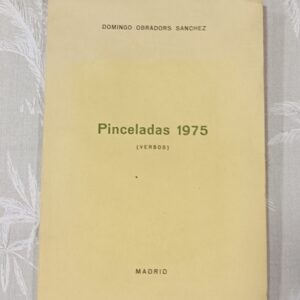 DOMINGO OBRADORS SANCHEZ
Pinceladas 1975
(VERSOS)
MADRID